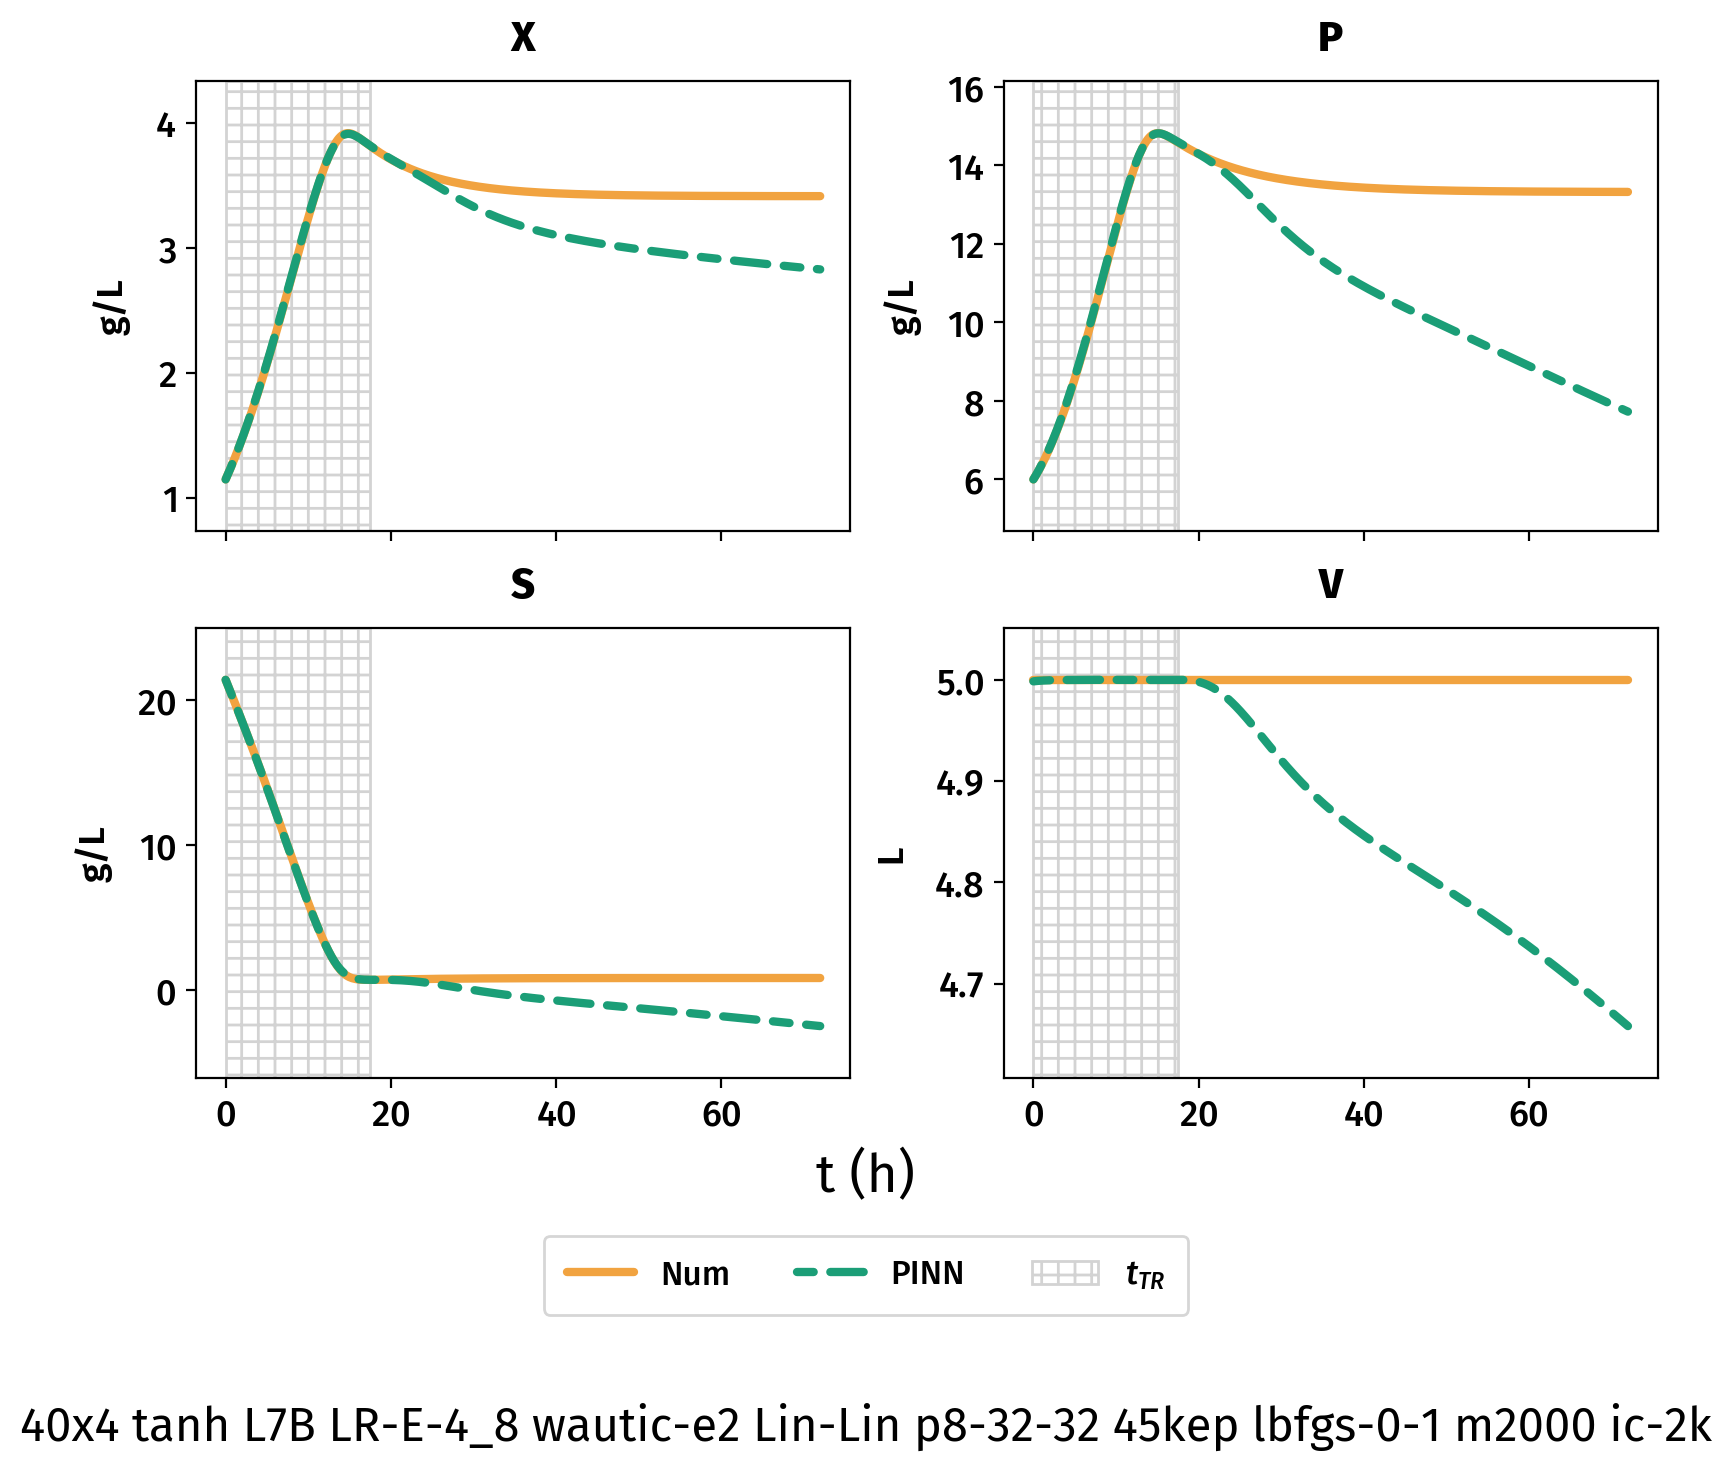 X
P
4
3
2
1
g/L
16
14
12
10
8
6
g/L
S
V
20
10
0
g/L
5.0
4.9
4.8
4.7
L
0 20 40 60
0 20 40 60
t (h)
Num PINN tTR
40x4 tanh L7B LR-E-4_8 wautic-e2 Lin-Lin p8-32-32 45kep lbfgs-0-1 m2000 ic-2k